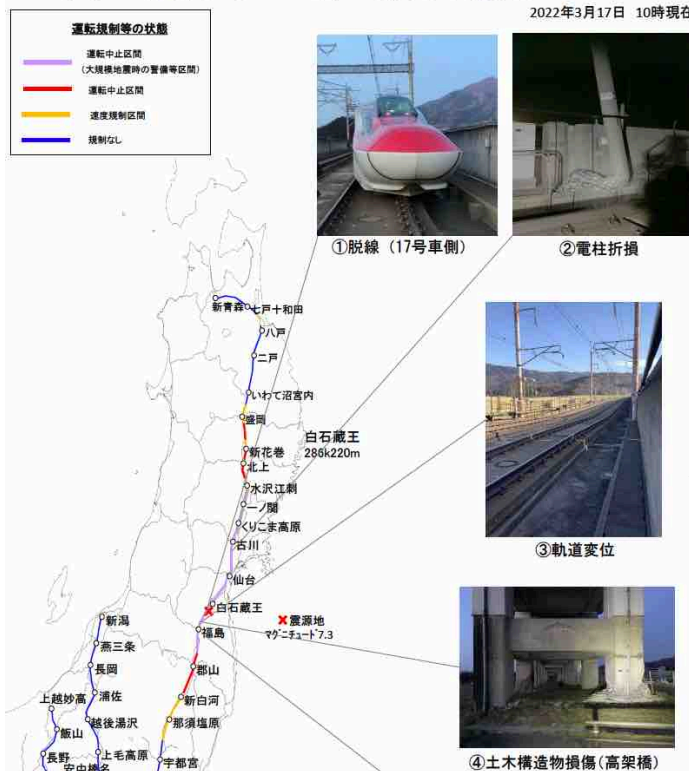 2022年3月17日 10時現在
運転規制等の状態
運転中止区間
(大規模地震時の警備等区間)
運転中止区間
速度規制区間
規制なし
①脱線(17号車側)
②電柱折損
新青森
七戸十和田
八戸
二戸
いわて沼宮内
盛岡
白石蔵王
286k220m
新花巻
北上
水沢江刺
一ノ関
くりこま高原
古川
③軌道変位
仙台
白石蔵王
新潟
震源地
マグニチュード7.3
福島
燕三条
長岡
郡山
上越妙高
浦佐
新白河
飯山
越後湯沢
那須塩原
長野
上毛高原
安中榛名
宇都宮
④土木構造物損傷(高架橋)